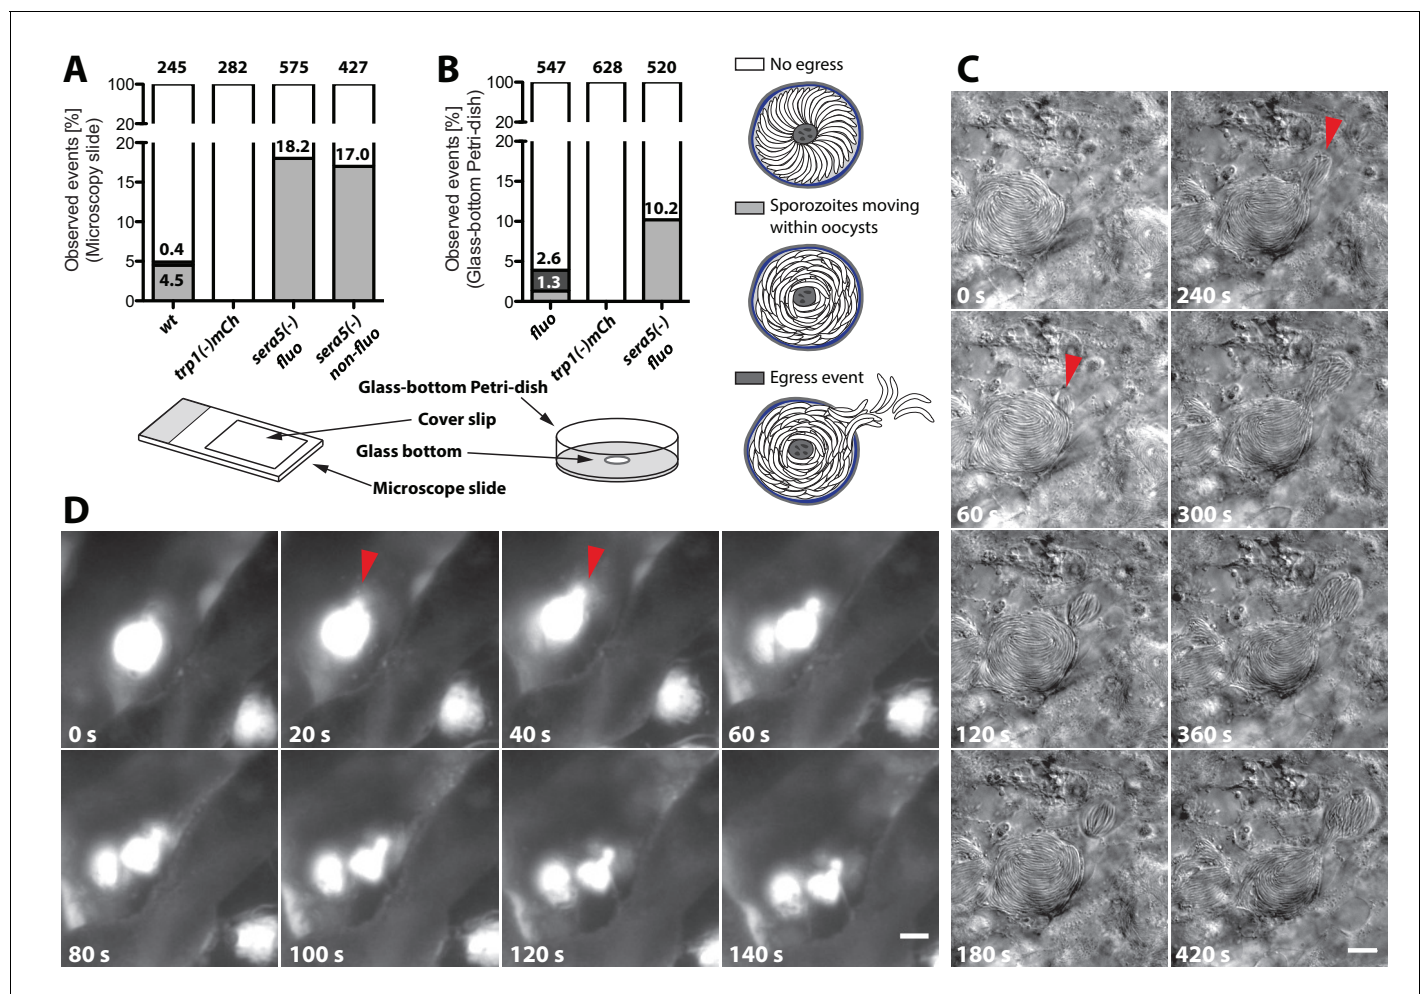 A
245 282 575 427
Observed events [%]
(Microscopy slide)
100
20
20
15
10
5
0
0.4
4.5
18.2
17.0
wt
trp1(-)mCh
sera5(-)
fluo
sera5(-)
non-fluo
B
547 628 520
Observed events [%]
(Glass-bottom Petri-dish)
100
20
20
15
10
5
0
2.6
1.3
10.2
fluo
trp1(-)mCh
sera5(-)
fluo
No egress
Sporozoites moving
within oocysts
Egress event
Glass-bottom Petri-dish
Cover slip
Glass bottom
Microscope slide
C
0 s
240 s
60 s
300 s
120 s
360 s
180 s
420 s
D
0 s
20 s
40 s
60 s
80 s
100 s
120 s
140 s